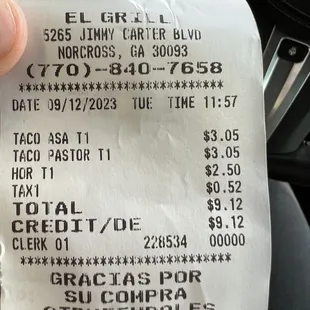 EL GRILL
5265 JIMMY CARTER BLVD
NORCROSS, GA 30093
(770)-840-7658
***************************
DATE 09/12/2023 TUE TIME 11:57
TACO ASA T1 $3.05
TACO PASTOR T1 $3.05
HOR T1 $2.50
TAX1 $0.52
TOTAL $9.12
CREDIT/DE $9.12
CLERK 01 228534 00000
***************************
GRACIAS POR
SU COMPRA